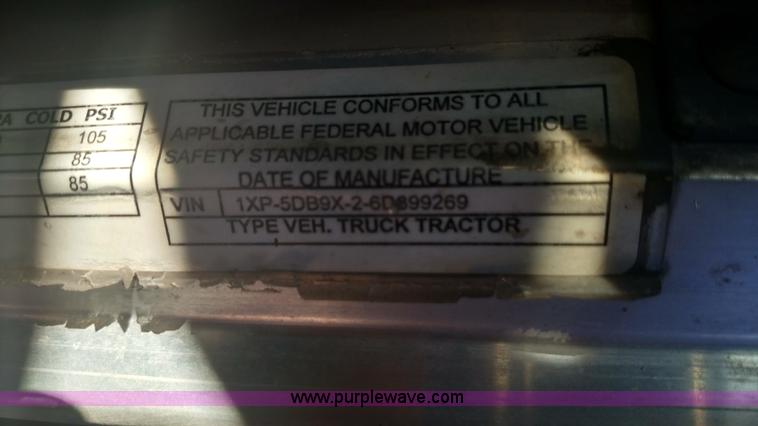 COLD PSI
105
85
85
THIS VEHICLE CONFORMS TO ALL
APPLICABLE FEDERAL MOTOR VEHICLE
SAFETY STANDARDS IN EFFECT ON THE
DATE OF MANUFACTURE
VIN 1XP-5DB9X-2-6D899269
TYPE VEH. TRUCK TRACTOR
www.purplewave.com